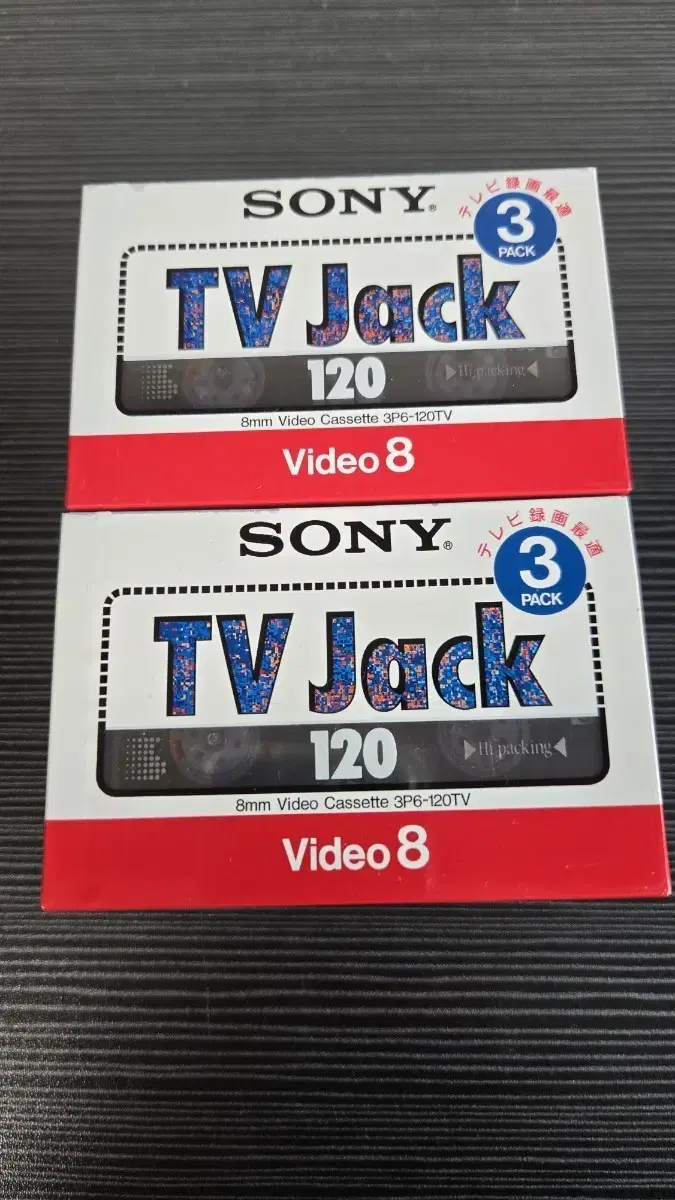 SONY®
テレビ録画最適
3
PACK
TV Jack
120
Hi packing
8mm Video Cassette 3P6-120TV
Video 8
SONY®
テレビ録画最適
3
PACK
TV Jack
120
Hi packing
8mm Video Cassette 3P6-120TV
Video 8